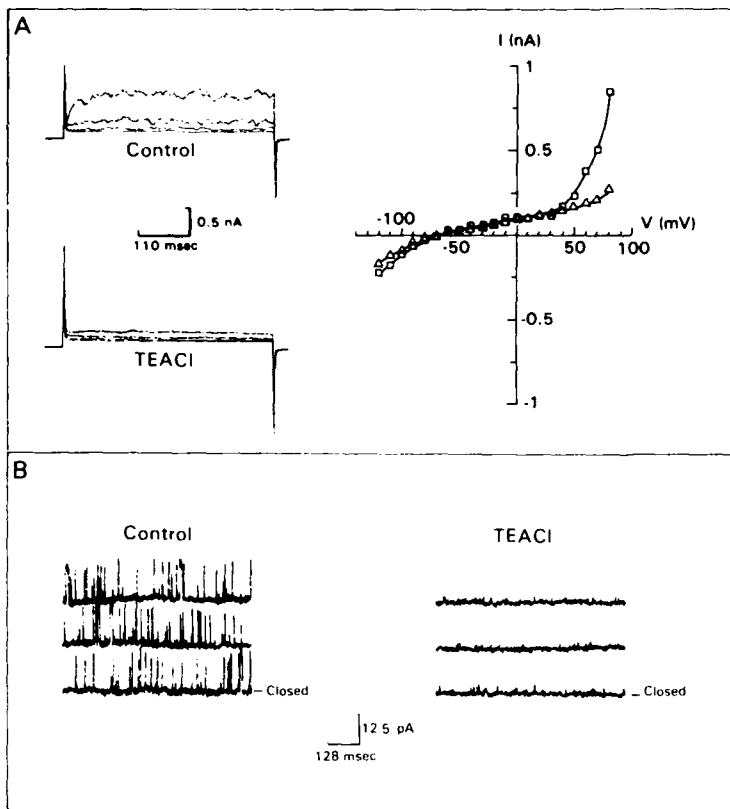 A
Control
0.5 nA
110 msec
TEACl
I (nA)
1
0.5
-100
-50
50
100
V (mV)
-0.5
-1
B
Control
TEACl
Closed
Closed
12 5 pA
128 msec